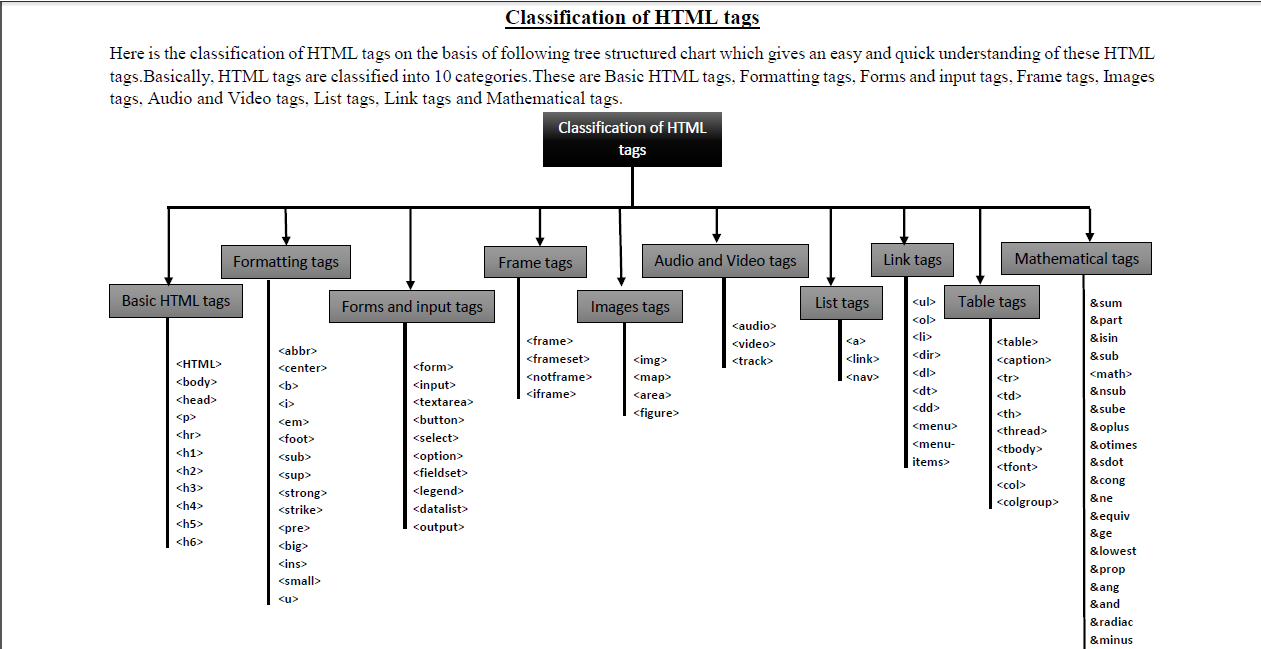 Classification of HTML tags
Here is the classification of HTML tags on the basis of following tree structured chart which gives an easy and quick understanding of these HTML
tags.Basically, HTML tags are classified into 10 categories.These are Basic HTML tags, Formatting tags, Forms and input tags, Frame tags, Images
tags, Audio and Video tags, List tags, Link tags and Mathematical tags.
Classification of HTML
tags
Basic HTML tags
<HTML>
<body>
<head>
<p>
<hr>
<h1>
<h2>
<h3>
<h4>
<h5>
<h6>
Formatting tags
<abbr>
<center>
<b>
<i>
<em>
<foot>
<sub>
<sup>
<strong>
<strike>
<pre>
<big>
<ins>
<small>
<u>
Forms and input tags
<form>
<input>
<textarea>
<button>
<select>
<option>
<fieldset>
<legend>
<datalist>
<output>
Frame tags
<frame>
<frameset>
<notframe>
<iframe>
Images tags
<img>
<map>
<area>
<figure>
Audio and Video tags
<audio>
<video>
<track>
List tags
<a>
<link>
<nav>
Link tags
<ul>
<ol>
<li>
<dir>
<dl>
<dt>
<dd>
<menu>
<menu-
items>
Table tags
<table>
<caption>
<tr>
<td>
<th>
<thread>
<tbody>
<tfont>
<col>
<colgroup>
Mathematical tags
&sum
&part
&isin
&sub
<math>
&nsub
&sube
&oplus
&otimes
&sdot
&cong
&ne
&equiv
&ge
&lowest
&prop
&ang
&and
&radiac
&minus